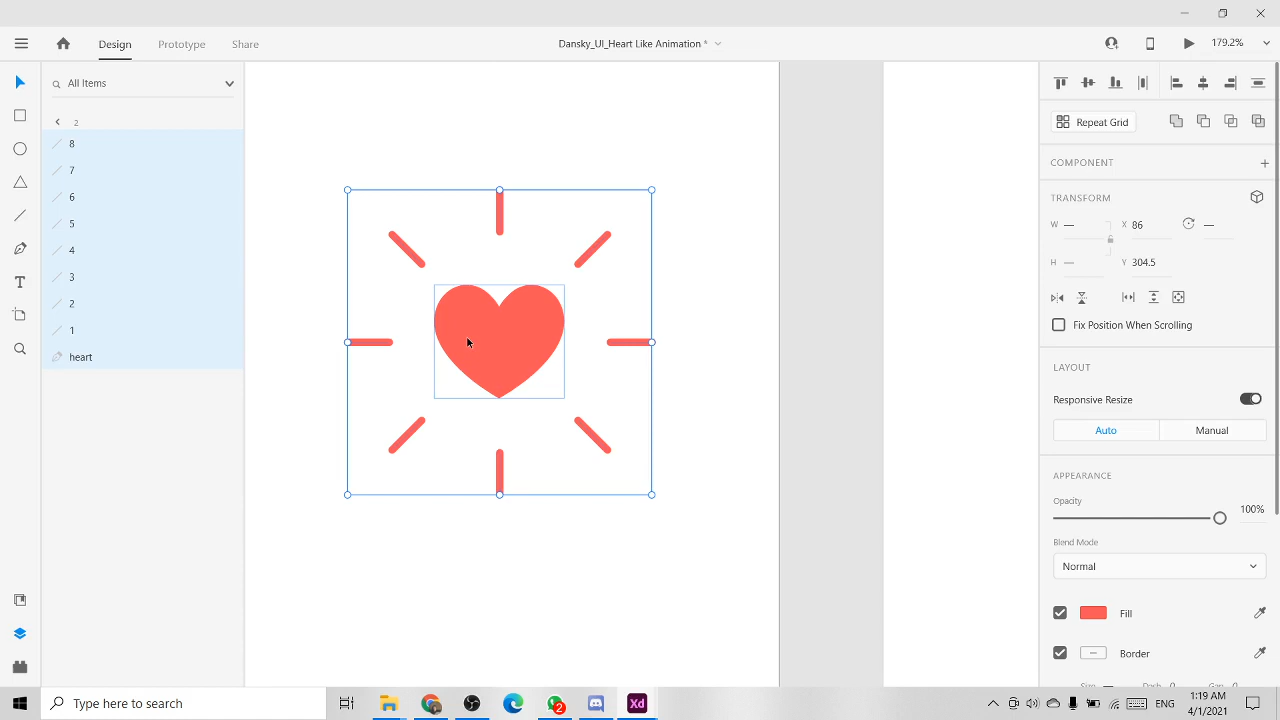 Design
Prototype
Share
Dansky_UI_Heart Like Animation *
179.2%
All Items
2
8
7
6
5
4
3
2
1
heart
Repeat Grid
COMPONENT
TRANSFORM
W —
X 86
—
H —
Y 304.5
Fix Position When Scrolling
LAYOUT
Responsive Resize
Auto
Manual
APPEARANCE
Opacity
100%
Blend Mode
Normal
Fill
Border
Type here to search
2
Xd
ENG
1:19 AM
4/1/2021